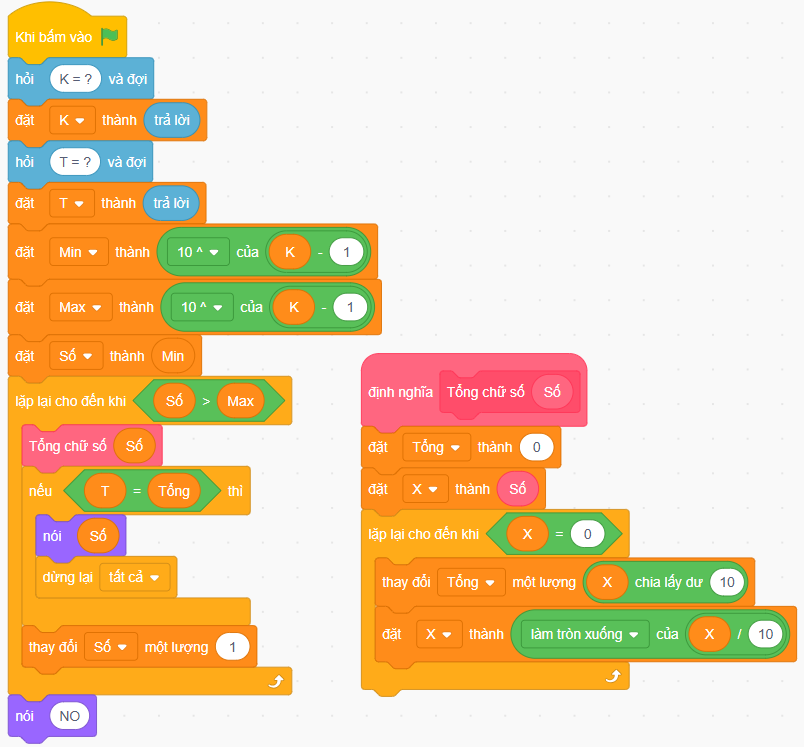 Khi bấm vào
hỏi K = ? và đợi
đặt K thành trả lời
hỏi T = ? và đợi
đặt T thành trả lời
đặt Min thành 10 ^ của K - 1
đặt Max thành 10 ^ của K - 1
đặt Số thành Min
lặp lại cho đến khi Số > Max
Tổng chữ số Số
nếu T = Tổng thì
nói Số
dừng lại tất cả
thay đổi Số một lượng 1
nói NO
định nghĩa Tổng chữ số Số
đặt Tổng thành 0
đặt X thành Số
lặp lại cho đến khi X = 0
thay đổi Tổng một lượng X chia lấy dư 10
đặt X thành làm tròn xuống của X / 10